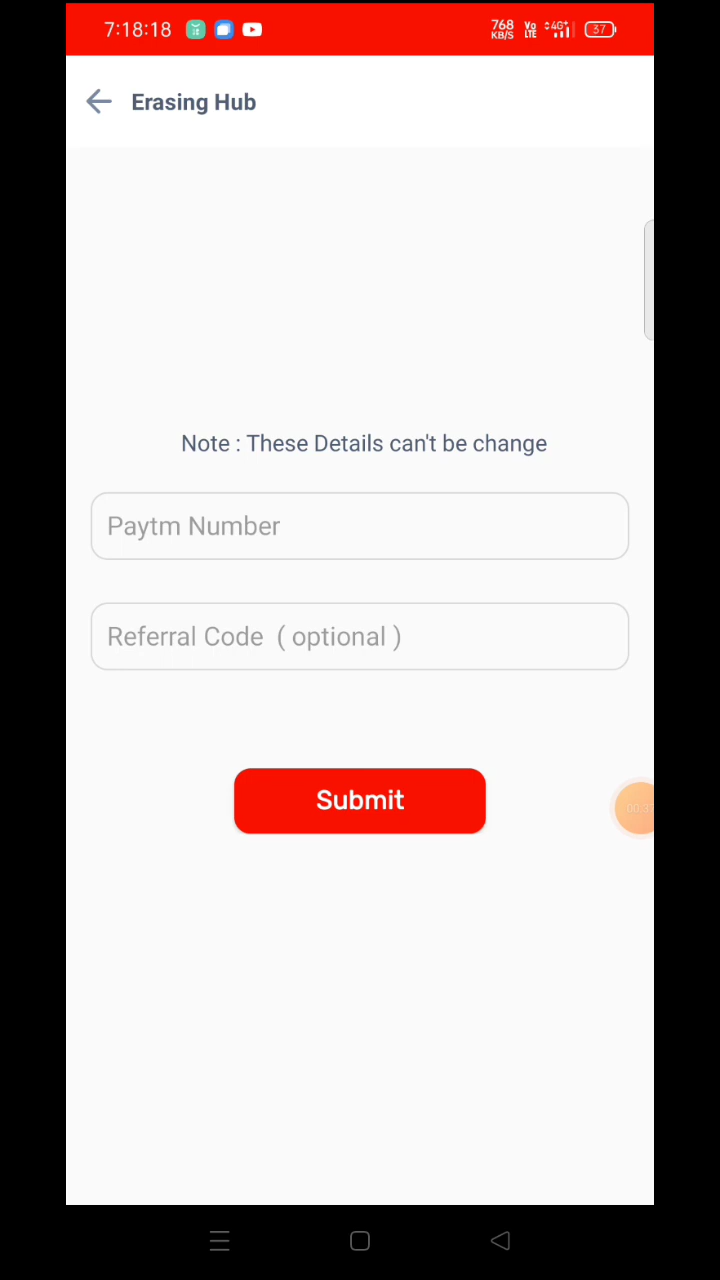 7:18:18
768 KB/S Vo LTE 4G+ 37
Erasing Hub
Note : These Details can't be change
Paytm Number
Referral Code ( optional )
Submit